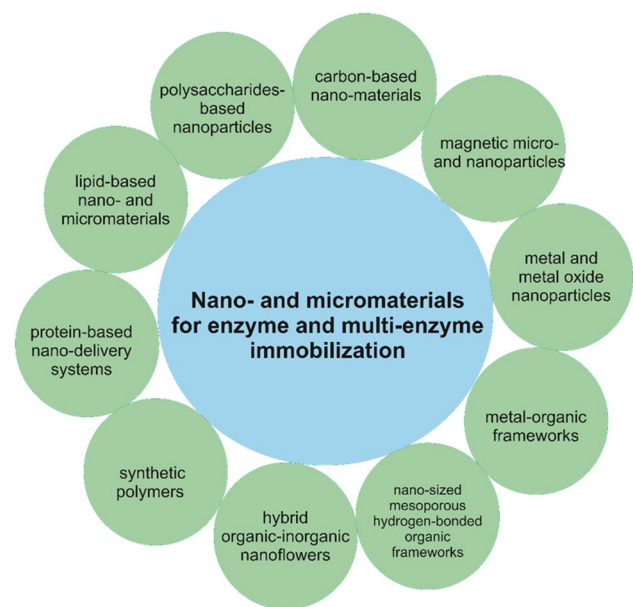 carbon-based
nano-materials
magnetic micro-
and nanoparticles
metal and
metal oxide
nanoparticles
metal-organic
frameworks
nano-sized
mesoporous
hydrogen-bonded
organic
frameworks
hybrid
organic-inorganic
nanoflowers
synthetic
polymers
protein-based
nano-delivery
systems
lipid-based
nano- and
micromaterials
polysaccharides-
based
nanoparticles
Nano- and micromaterials
for enzyme and multi-enzyme
immobilization